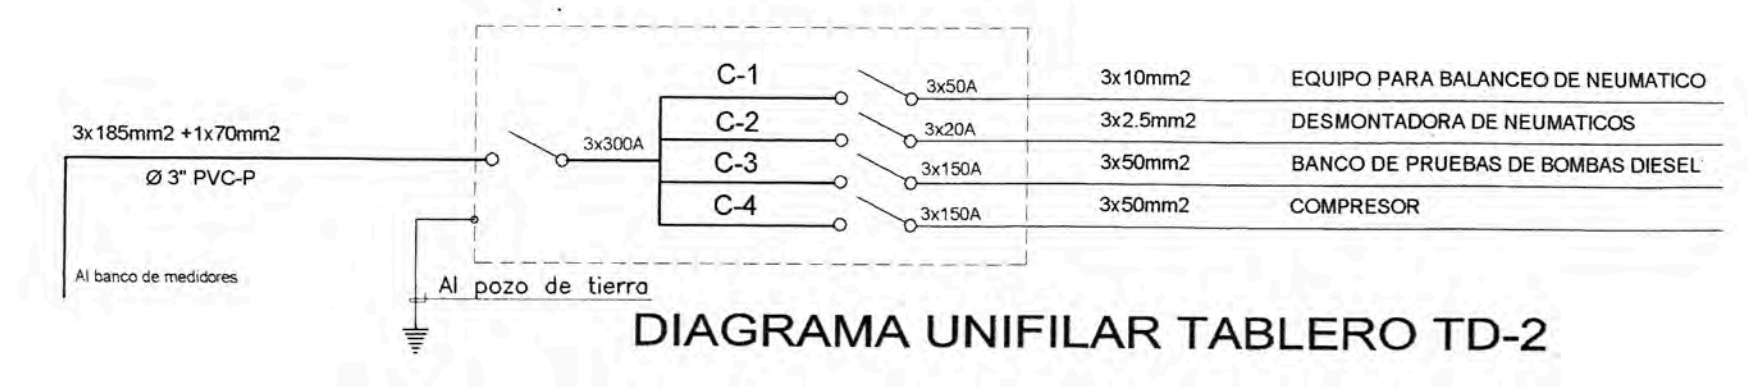 C-1
3x50A
3x10mm2
EQUIPO PARA BALANCEO DE NEUMATICO
C-2
3x20A
3x2.5mm2
DESMONTADORA DE NEUMATICOS
3x185mm2 +1x70mm2
3x300A
C-3
3x150A
3x50mm2
BANCO DE PRUEBAS DE BOMBAS DIESEL
Ø 3" PVC-P
C-4
3x150A
3x50mm2
COMPRESOR
Al banco de medidores
Al pozo de tierra
DIAGRAMA UNIFILAR TABLERO TD-2